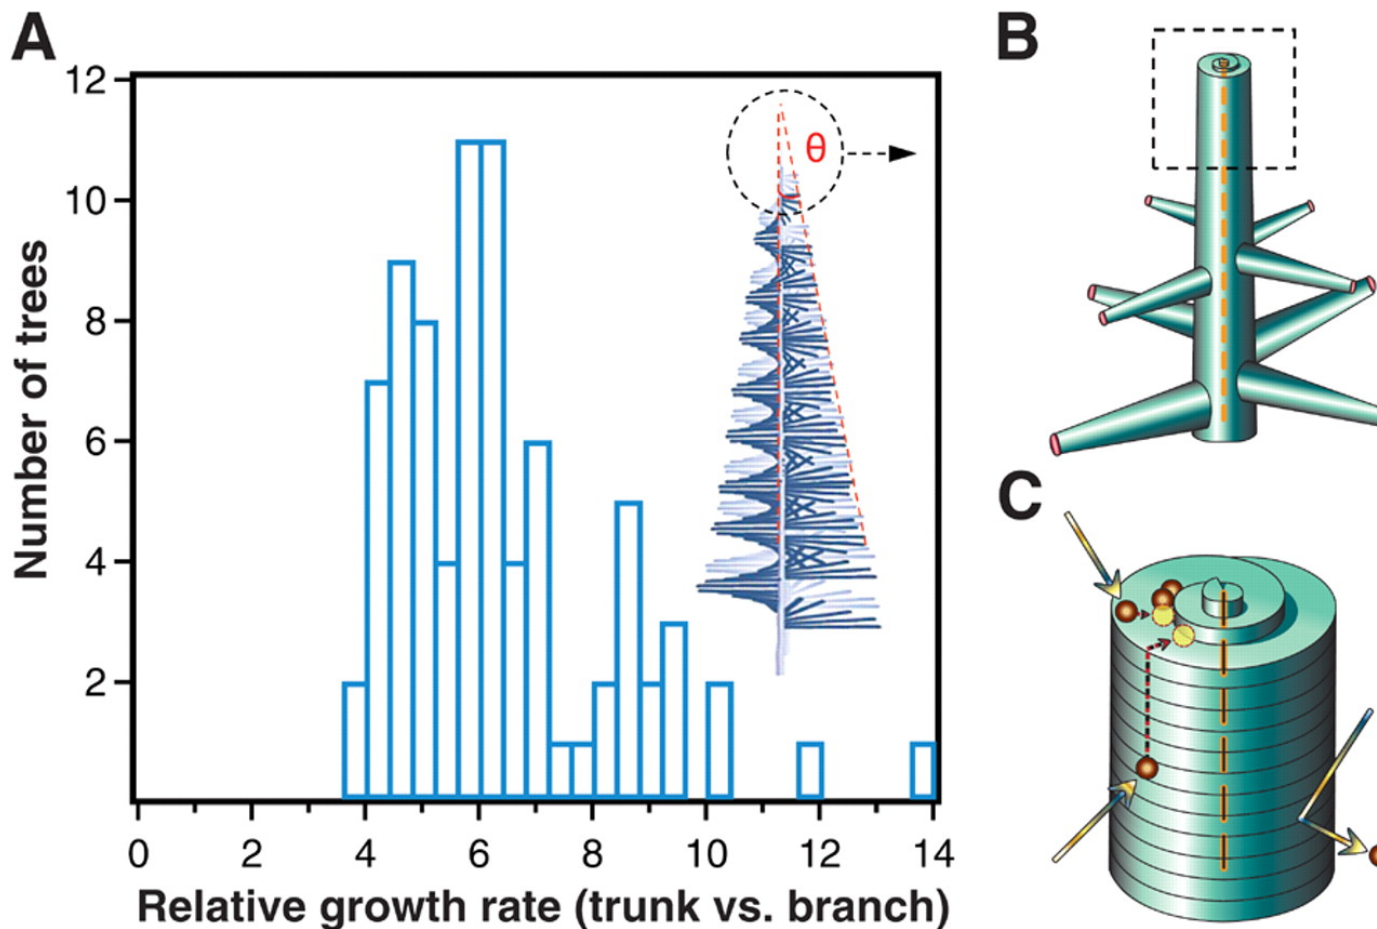 A
B
12
10
8
6
4
2
Number of trees
θ
0 2 4 6 8 10 12 14
Relative growth rate (trunk vs. branch)
C